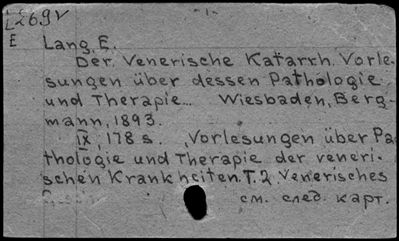 L269V
E Lang, E.
Der Venerische Katarrh. Vorle-
sungen über dessen Pathologie
und Therapie... Wiesbaden, Berg-
mann, 1893.
IX, 178 s. „Vorlesungen über Pa-
thologie und Therapie der veneri-
schen Krankheiten. T. 2. Venerisches
см. след. карт.